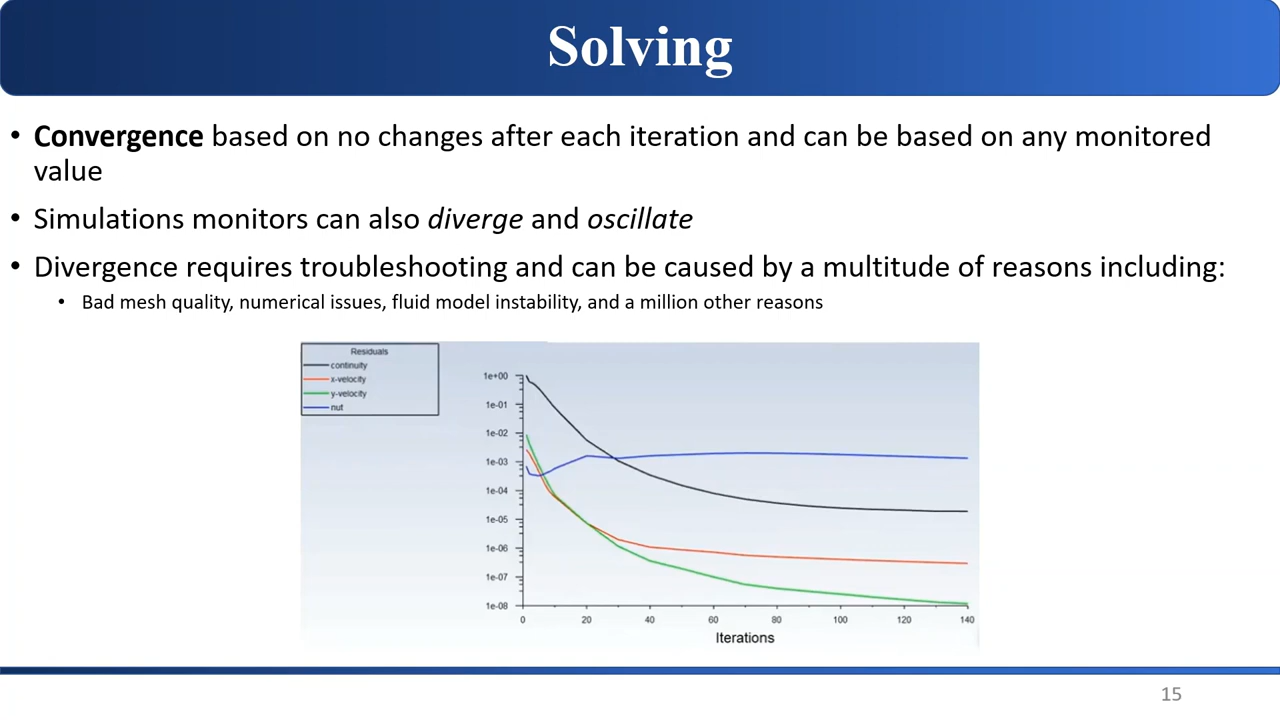 Solving
• Convergence based on no changes after each iteration and can be based on any monitored
value
• Simulations monitors can also diverge and oscillate
• Divergence requires troubleshooting and can be caused by a multitude of reasons including:
• Bad mesh quality, numerical issues, fluid model instability, and a million other reasons
Residuals
continuity
x-velocity
y-velocity
nut
1e+00
1e-01
1e-02
1e-03
1e-04
1e-05
1e-06
1e-07
1e-08
0 20 40 60 80 100 120 140
Iterations
15